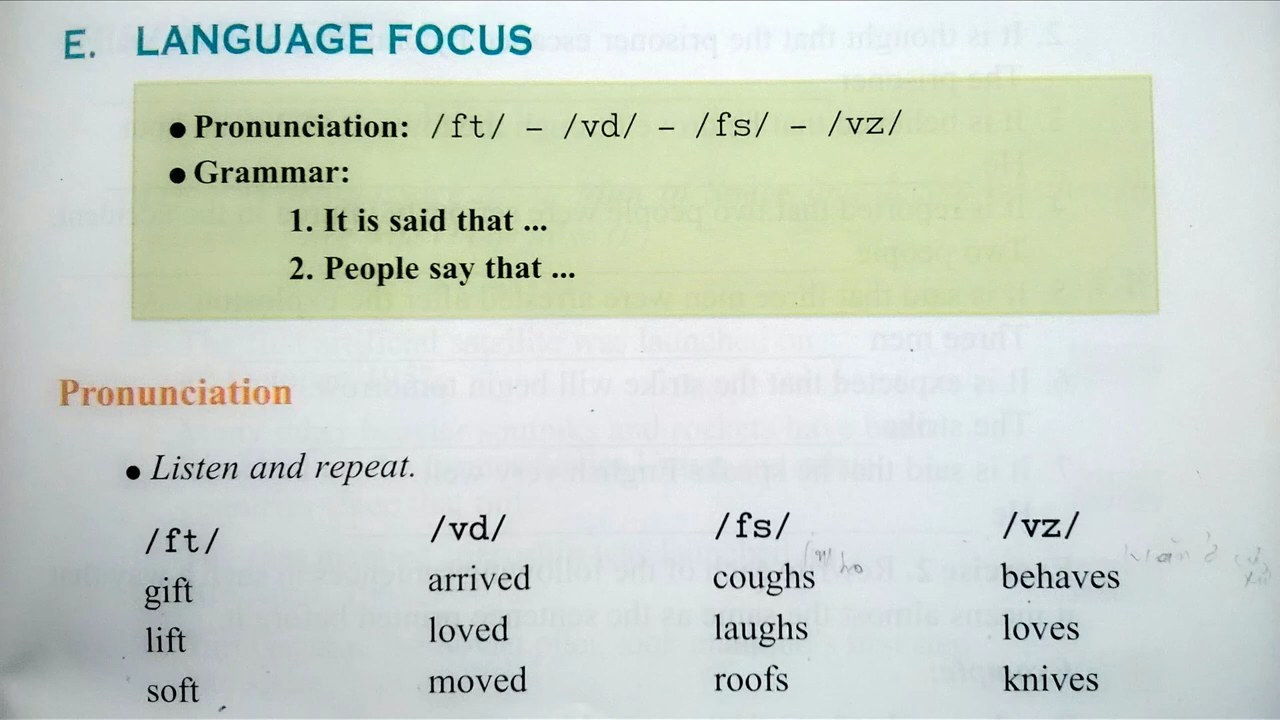 E. LANGUAGE FOCUS
● Pronunciation: /ft/ – /vd/ – /fs/ – /vz/
● Grammar:
1. It is said that ...
2. People say that ...
Pronunciation
● Listen and repeat.
/ft/ /vd/ /fs/ /vz/
gift arrived coughs behaves
lift loved laughs loves
soft moved roofs knives